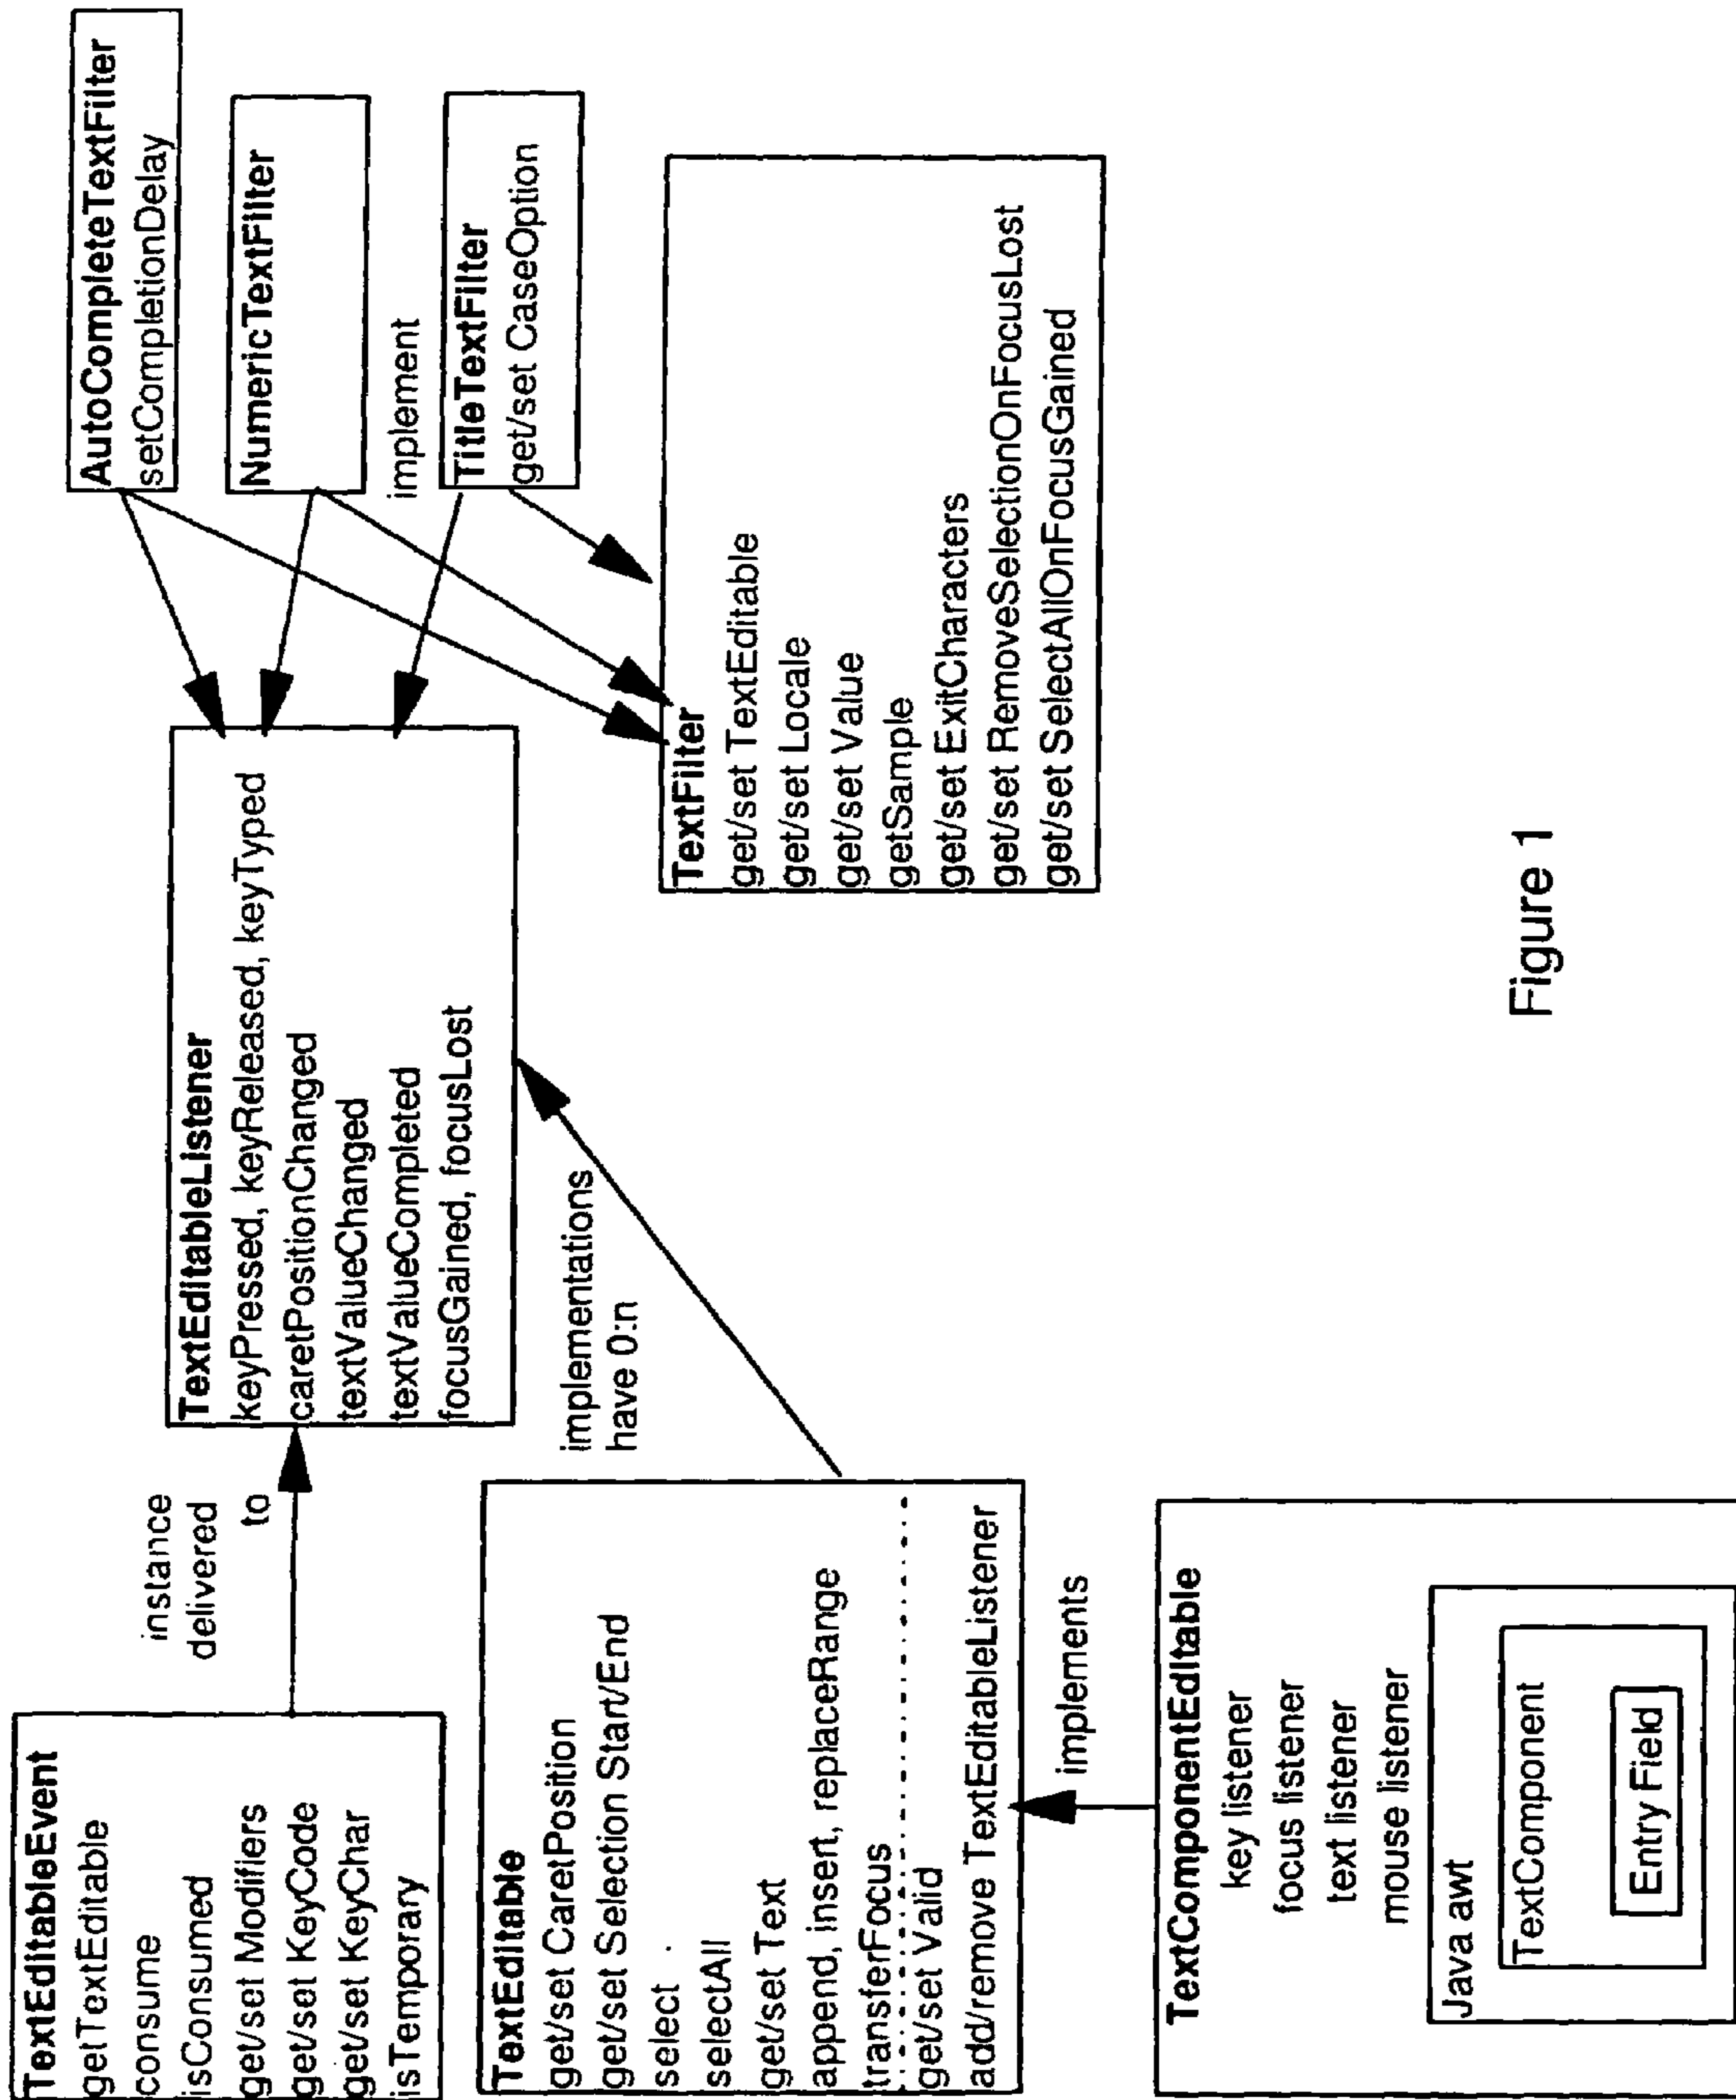 TextEditableEvent
getTextEditable
consume
isConsumed
get/set Modifiers
get/set KeyCode
get/set KeyChar
isTemporary
instance
delivered
to
TextEditableListener
keyPressed, keyReleased, keyTyped
caretPositionChanged
textValueChanged
textValueCompleted
focusGained, focusLost
AutoCompleteTextFilter
setCompletionDelay
NumericTextFilter
implement
TitleTextFilter
get/set CaseOption
TextEditable
get/set CaretPosition
get/set Selection Start/End
select
selectAll
get/set Text
append, insert, replaceRange
transferFocus
get/set Valid
add/remove TextEditableListener
implementations
have 0:n
TextFilter
get/set TextEditable
get/set Locale
get/set Value
getSample
get/set ExitCharacters
get/set RemoveSelectionOnFocusLost
get/set SelectAllOnFocusGained
implements
TextComponentEditable
key listener
focus listener
text listener
mouse listener
Java awt
TextComponent
Entry Field
Figure 1